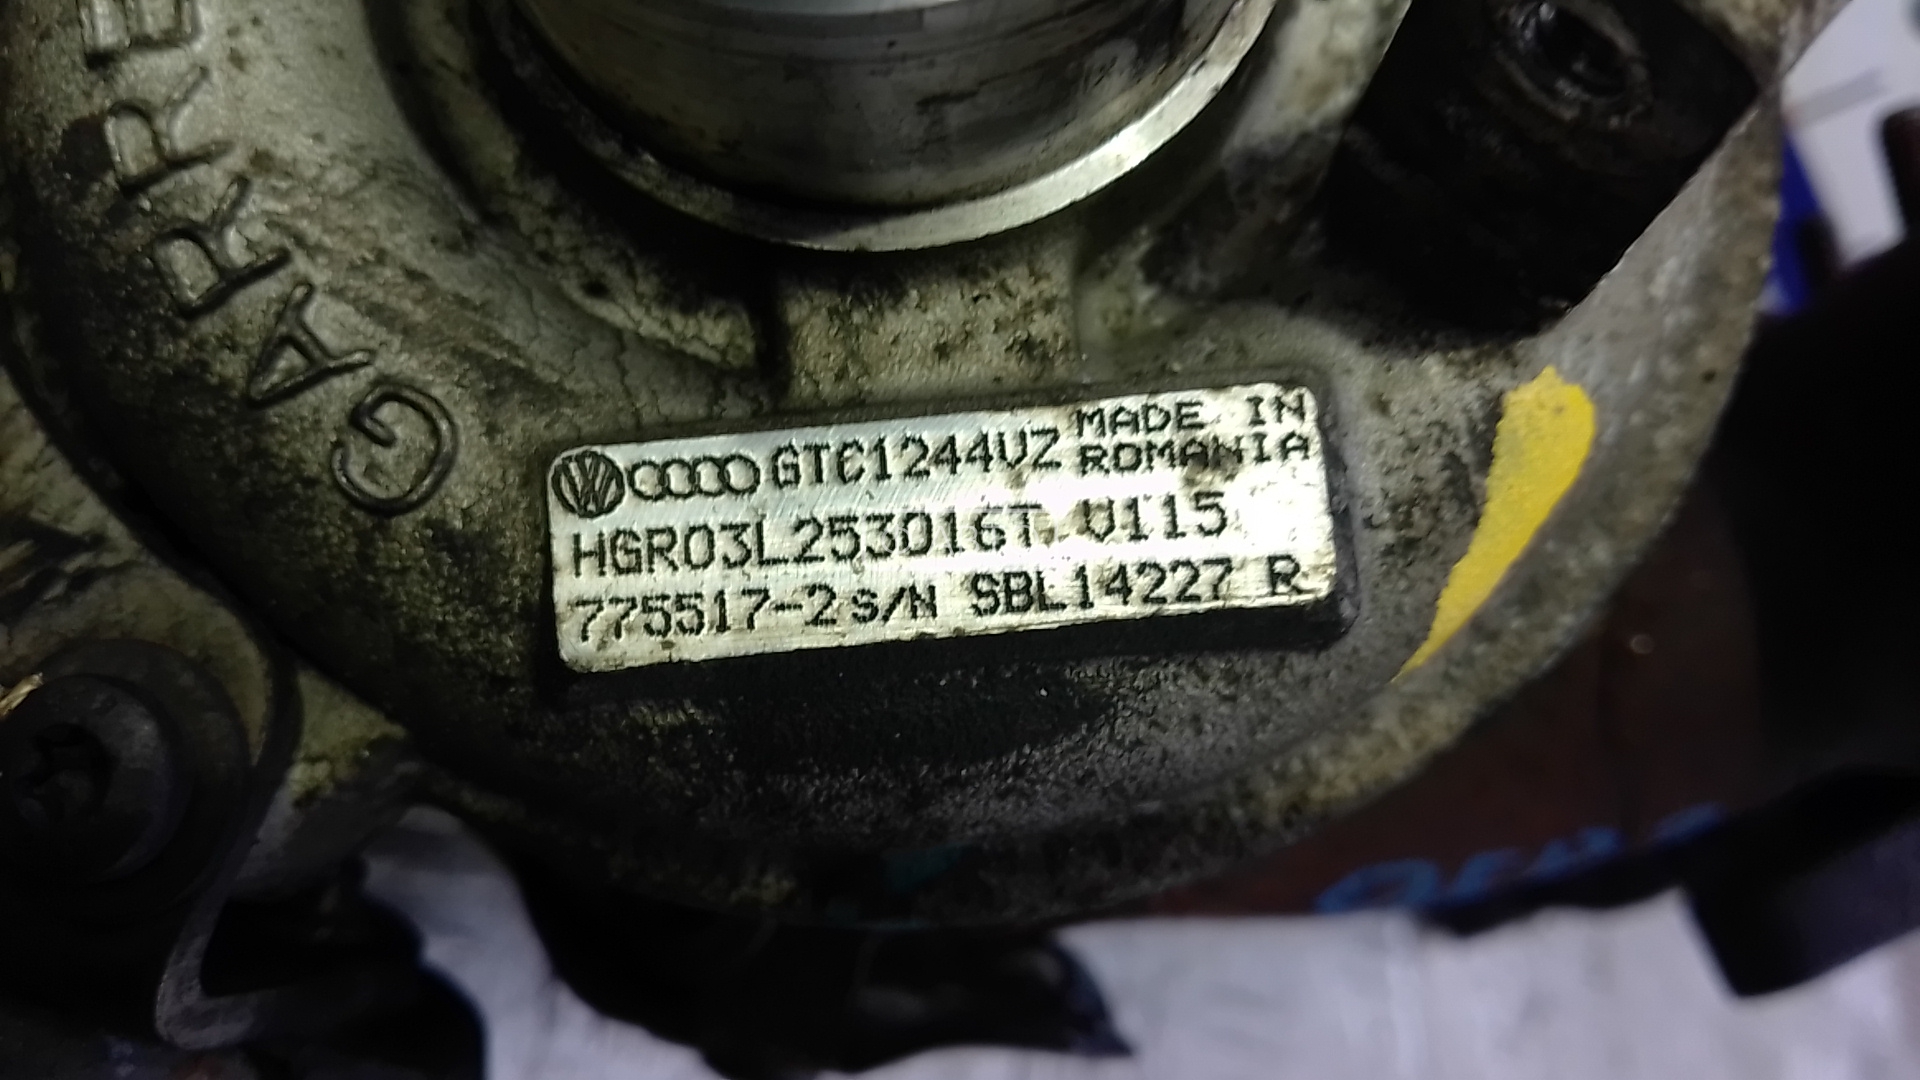 GARRE
GTC1244VZ MADE IN ROMANIA
HGR03L253016T V115
775517-2 S/N SBL14227 R